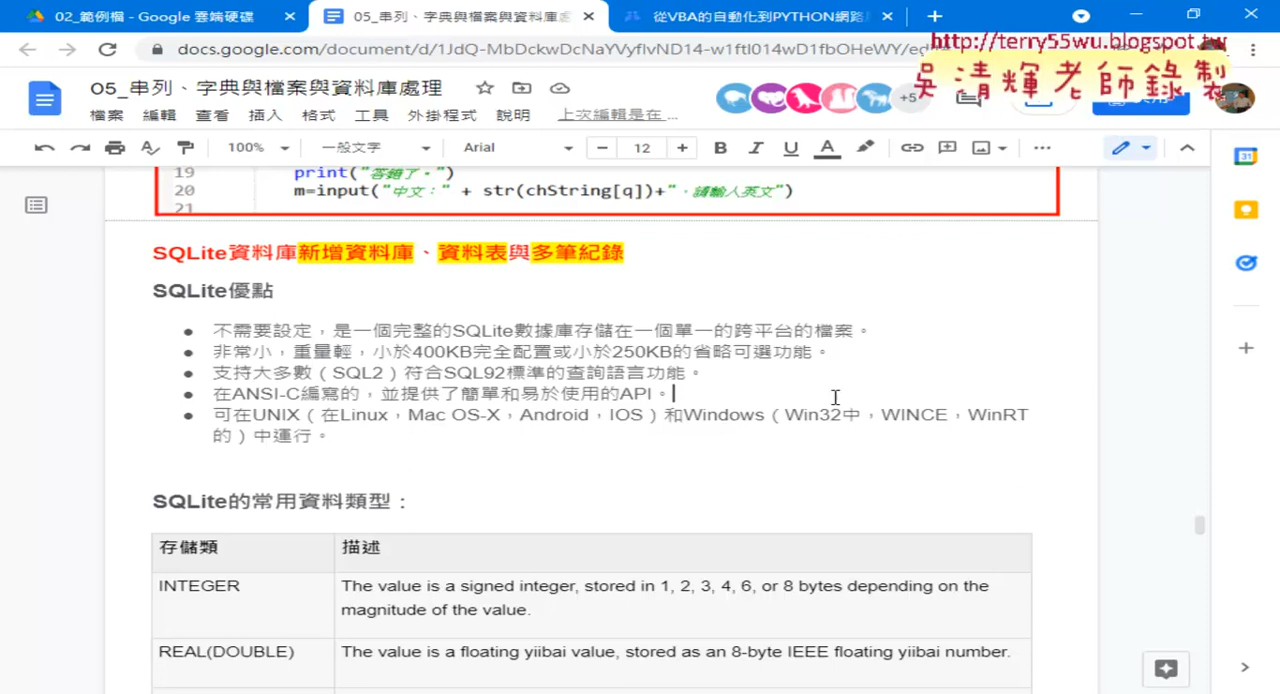 02_範例檔 - Google 雲端硬碟
05_串列、字典與檔案與資料庫處
從VBA的自動化到PYTHON網路
docs.google.com/document/d/1JdQ-MbDckwDcNaYVyflvND14-w1ftI014wD1fbOHeWY/ed
http://terry55wu.blogspot.tw
吳清輝老師錄製
05_串列、字典與檔案與資料庫處理
+5
檔案 編輯 查看 插入 格式 工具 外掛程式 說明 上次編輯是在 ...
100% 一般文字 Arial 12 B I U A
19 print("答錯了。")
20 m=input("中文：" + str(chString[q])+"，請輸入英文")
21
SQLite資料庫新增資料庫、資料表與多筆紀錄
SQLite優點
● 不需要設定，是一個完整的SQLite數據庫存儲在一個單一的跨平台的檔案。
● 非常小，重量輕，小於400KB完全配置或小於250KB的省略可選功能。
● 支持大多數（SQL2）符合SQL92標準的查詢語言功能。
● 在ANSI-C編寫的，並提供了簡單和易於使用的API。
● 可在UNIX（在Linux，Mac OS-X，Android，IOS）和Windows（Win32中，WINCE，WinRT
的）中運行。
SQLite的常用資料類型：
存儲類 描述
INTEGER The value is a signed integer, stored in 1, 2, 3, 4, 6, or 8 bytes depending on the
magnitude of the value.
REAL(DOUBLE) The value is a floating yiibai value, stored as an 8-byte IEEE floating yiibai number.